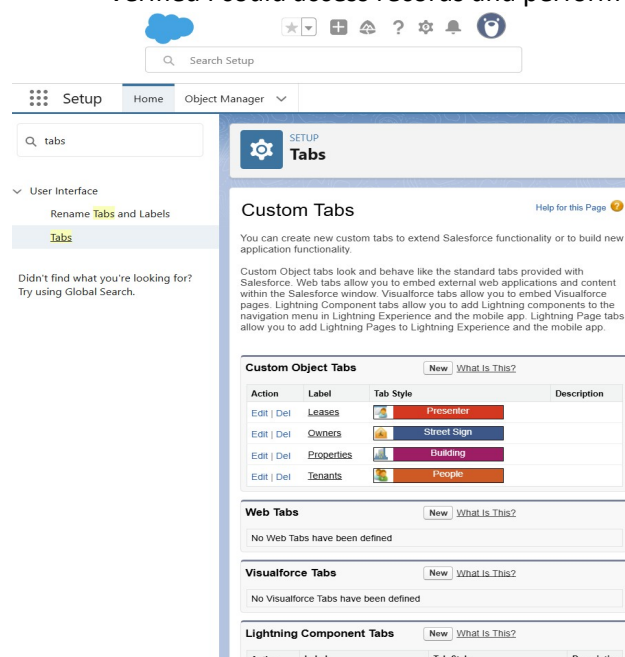 Search Setup
Setup Home Object Manager
tabs
SETUP
Tabs
User Interface
Rename Tabs and Labels
Tabs
Didn't find what you're looking for?
Try using Global Search.
Custom Tabs
Help for this Page
You can create new custom tabs to extend Salesforce functionality or to build new
application functionality.
Custom Object tabs look and behave like the standard tabs provided with
Salesforce. Web tabs allow you to embed external web applications and content
within the Salesforce window. Visualforce tabs allow you to embed Visualforce
pages. Lightning Component tabs allow you to add Lightning components to the
navigation menu in Lightning Experience and the mobile app. Lightning Page tabs
allow you to add Lightning Pages to Lightning Experience and the mobile app.
Custom Object Tabs New What Is This?
Action Label Tab Style Description
Edit | Del Leases Presenter
Edit | Del Owners Street Sign
Edit | Del Properties Building
Edit | Del Tenants People
Web Tabs New What Is This?
No Web Tabs have been defined
Visualforce Tabs New What Is This?
No Visualforce Tabs have been defined
Lightning Component Tabs New What Is This?